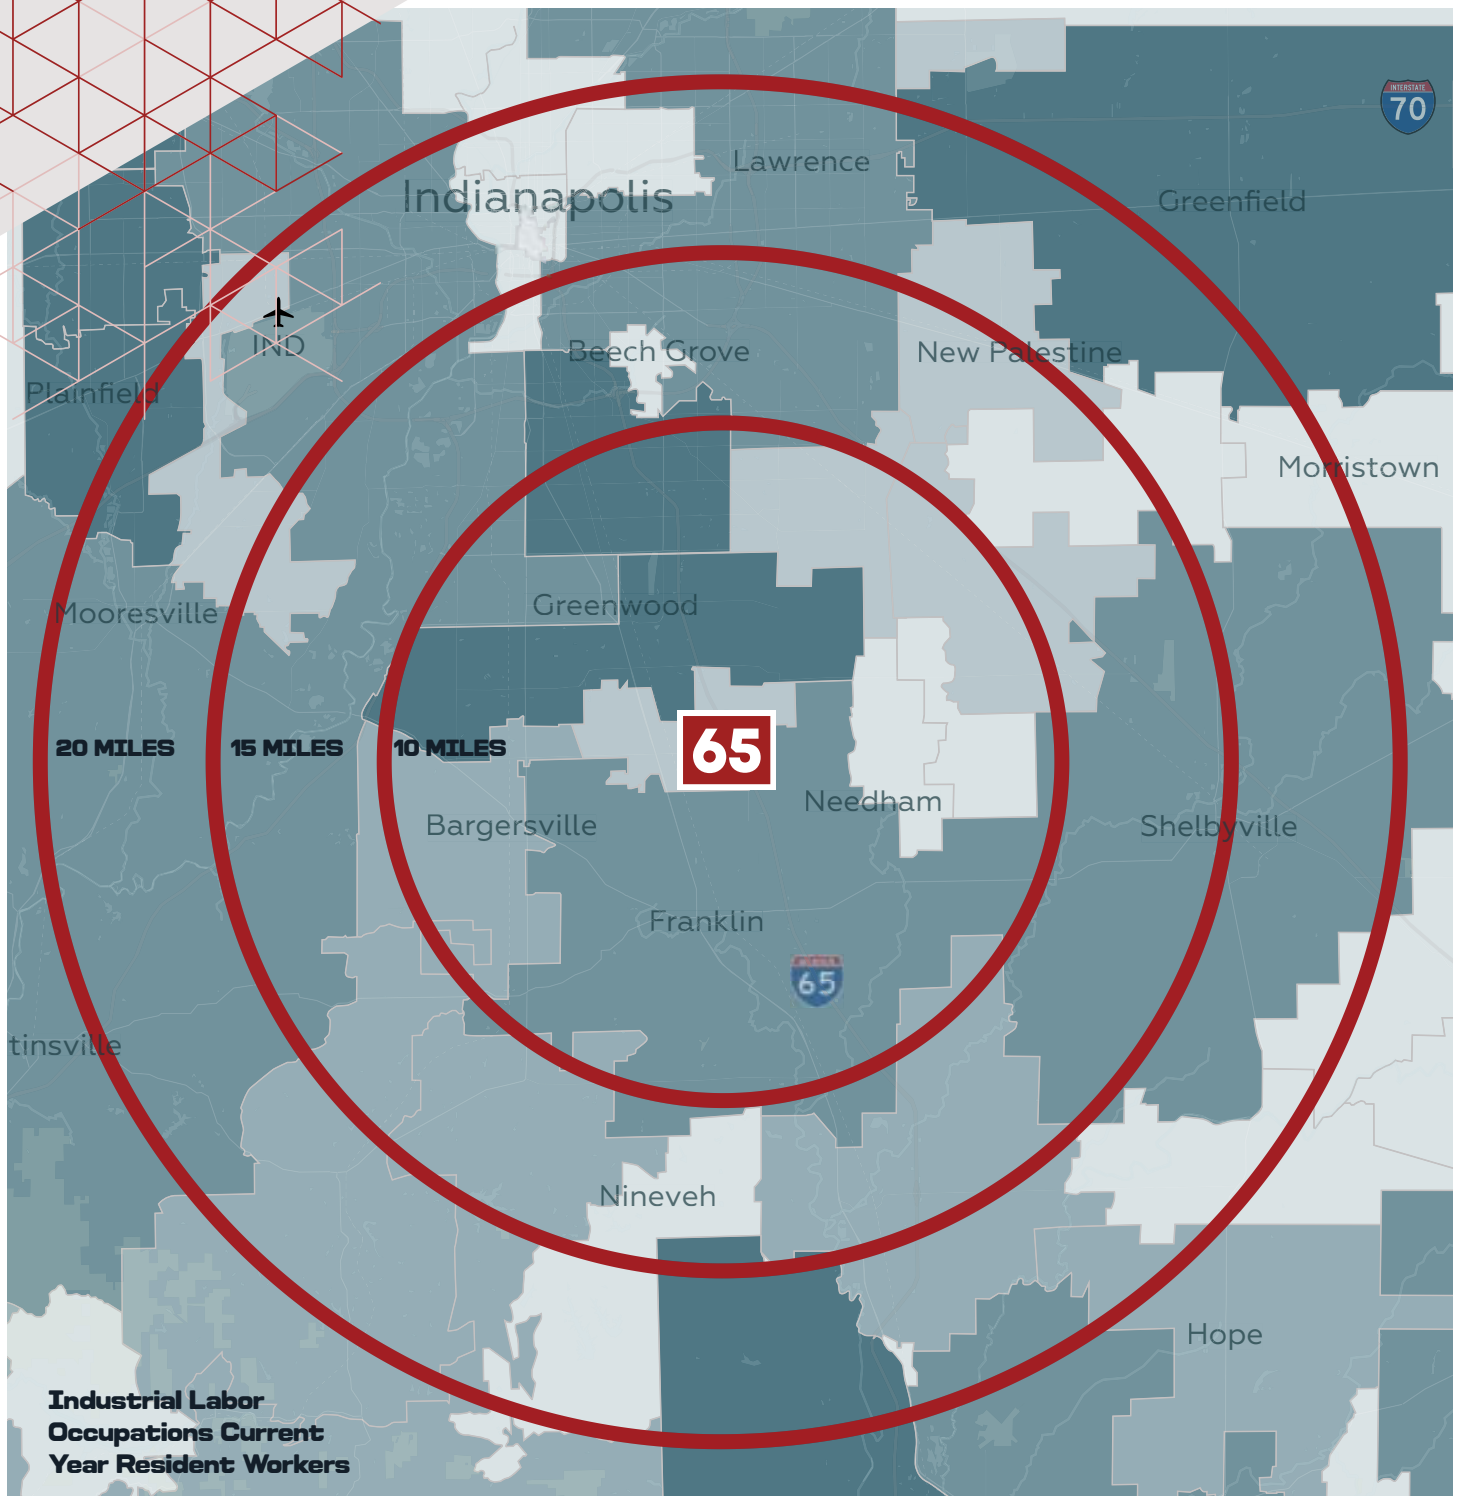 INTERSTATE
70
Lawrence
Indianapolis
Greenfield
IND
Beech Grove
New Palestine
Plainfield
Morristown
Greenwood
Mooresville
20 MILES
15 MILES
10 MILES
65
Needham
Bargersville
Shelbyville
Franklin
65
tinsville
Nineveh
Hope
Industrial Labor
Occupations Current
Year Resident Workers